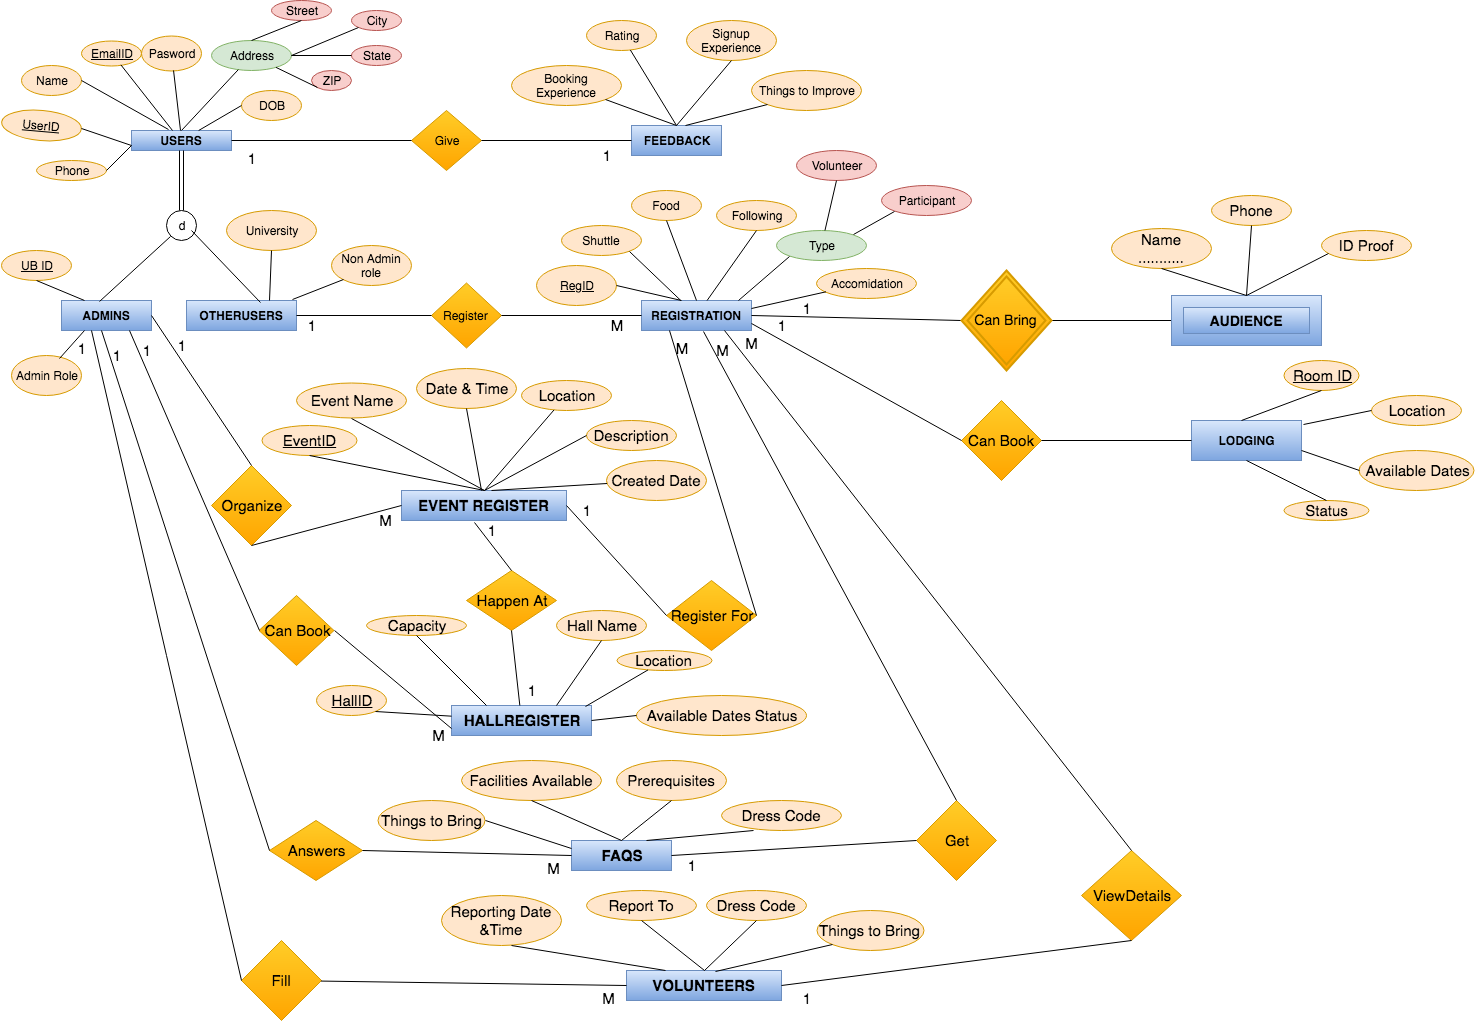 Street
City
EmailID
Pasword
Address
State
Name
ZIP
DOB
UserID
USERS
Phone
1
Give
1
Rating
Signup
Experience
Booking
Experience
Things to Improve
FEEDBACK
d
University
Non Admin
role
UB ID
ADMINS
OTHERUSERS
Admin Role
1
1
1
1
1
Register
M
Volunteer
Participant
Food
Following
Type
Shuttle
RegID
Accomidation
REGISTRATION
1
1
M
M
M
Can Bring
Phone
Name
...........
ID Proof
AUDIENCE
Can Book
Room ID
Location
LODGING
Available Dates
Status
Event Name
Date & Time
Location
EventID
Description
Created Date
EVENT REGISTER
Organize
M
1
1
Happen At
Register For
Can Book
Capacity
Hall Name
Location
HallID
1
HALLREGISTER
Available Dates Status
M
Facilities Available
Prerequisites
Things to Bring
Dress Code
Answers
FAQS
M
1
Get
ViewDetails
Reporting Date
&Time
Report To
Dress Code
Things to Bring
Fill
VOLUNTEERS
M
1